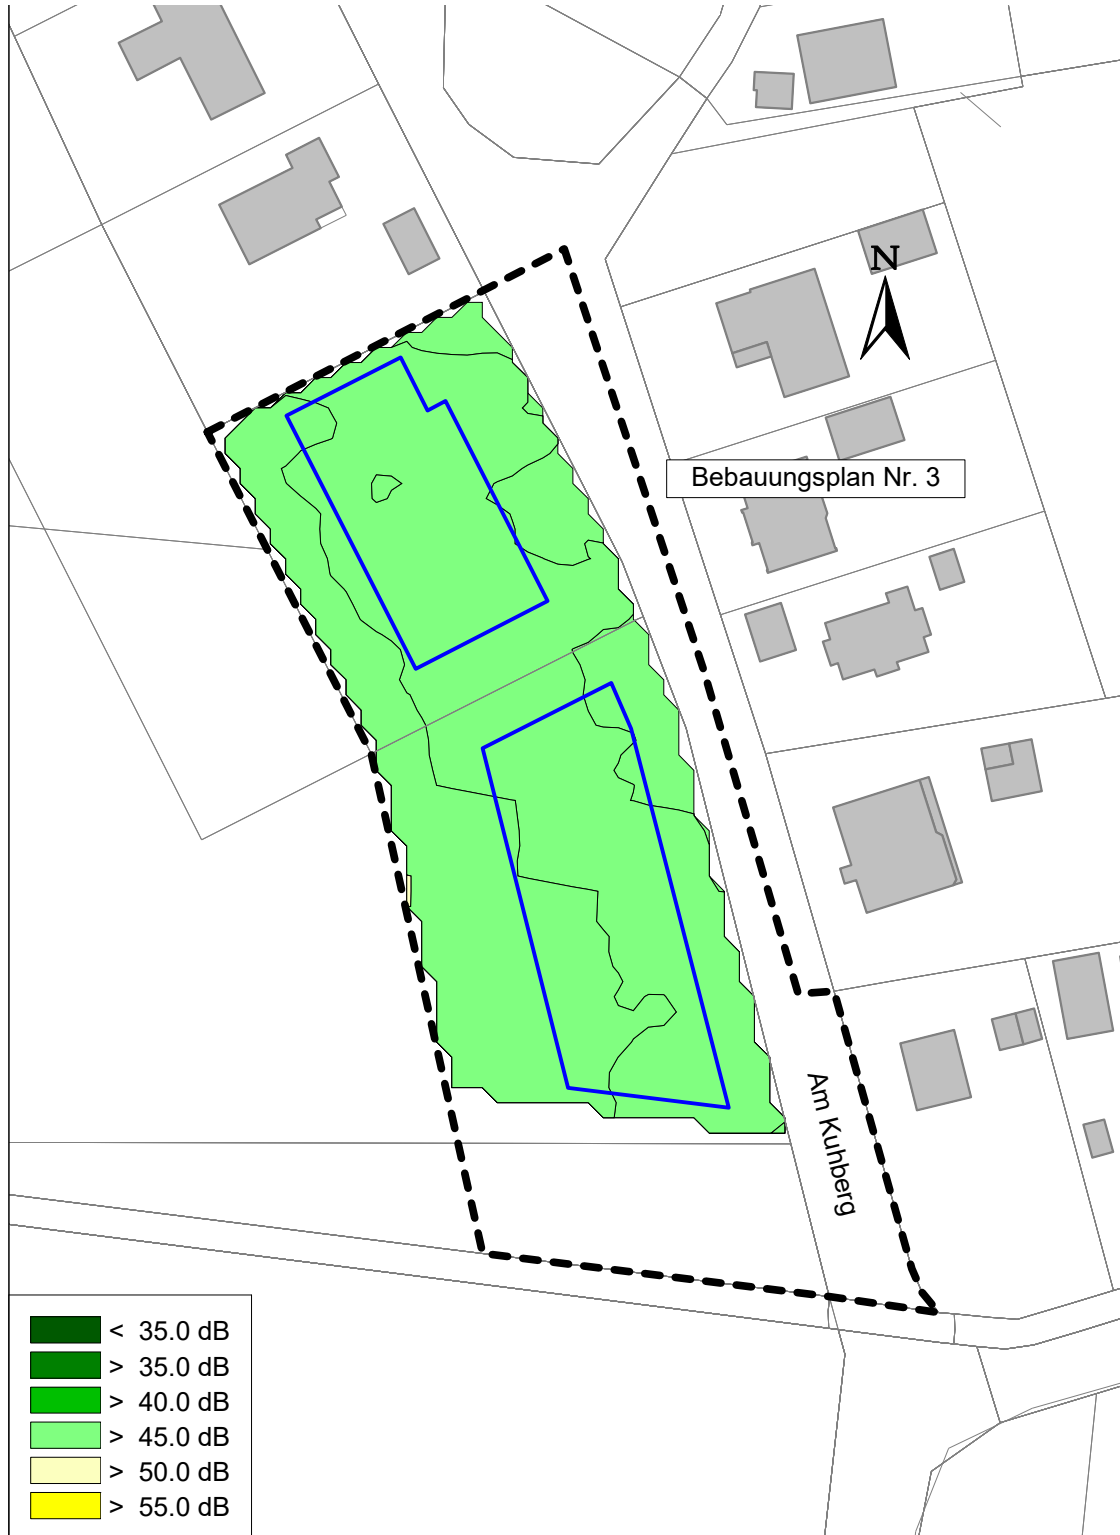 N
Bebauungsplan Nr. 3
Am Kuhberg
< 35.0 dB
> 35.0 dB
> 40.0 dB
> 45.0 dB
> 50.0 dB
> 55.0 dB